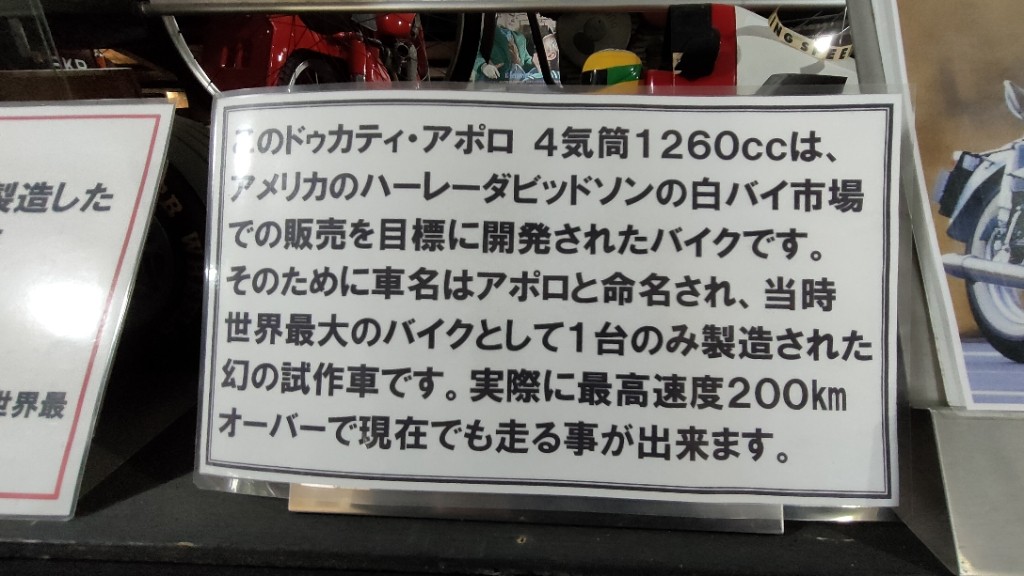 このドゥカティ・アポロ 4気筒1260ccは、
アメリカのハーレーダビッドソンの白バイ市場
での販売を目標に開発されたバイクです。
そのために車名はアポロと命名され、当時
世界最大のバイクとして1台のみ製造された
幻の試作車です。実際に最高速度200km
オーバーで現在でも走る事が出来ます。
製造した
世界最